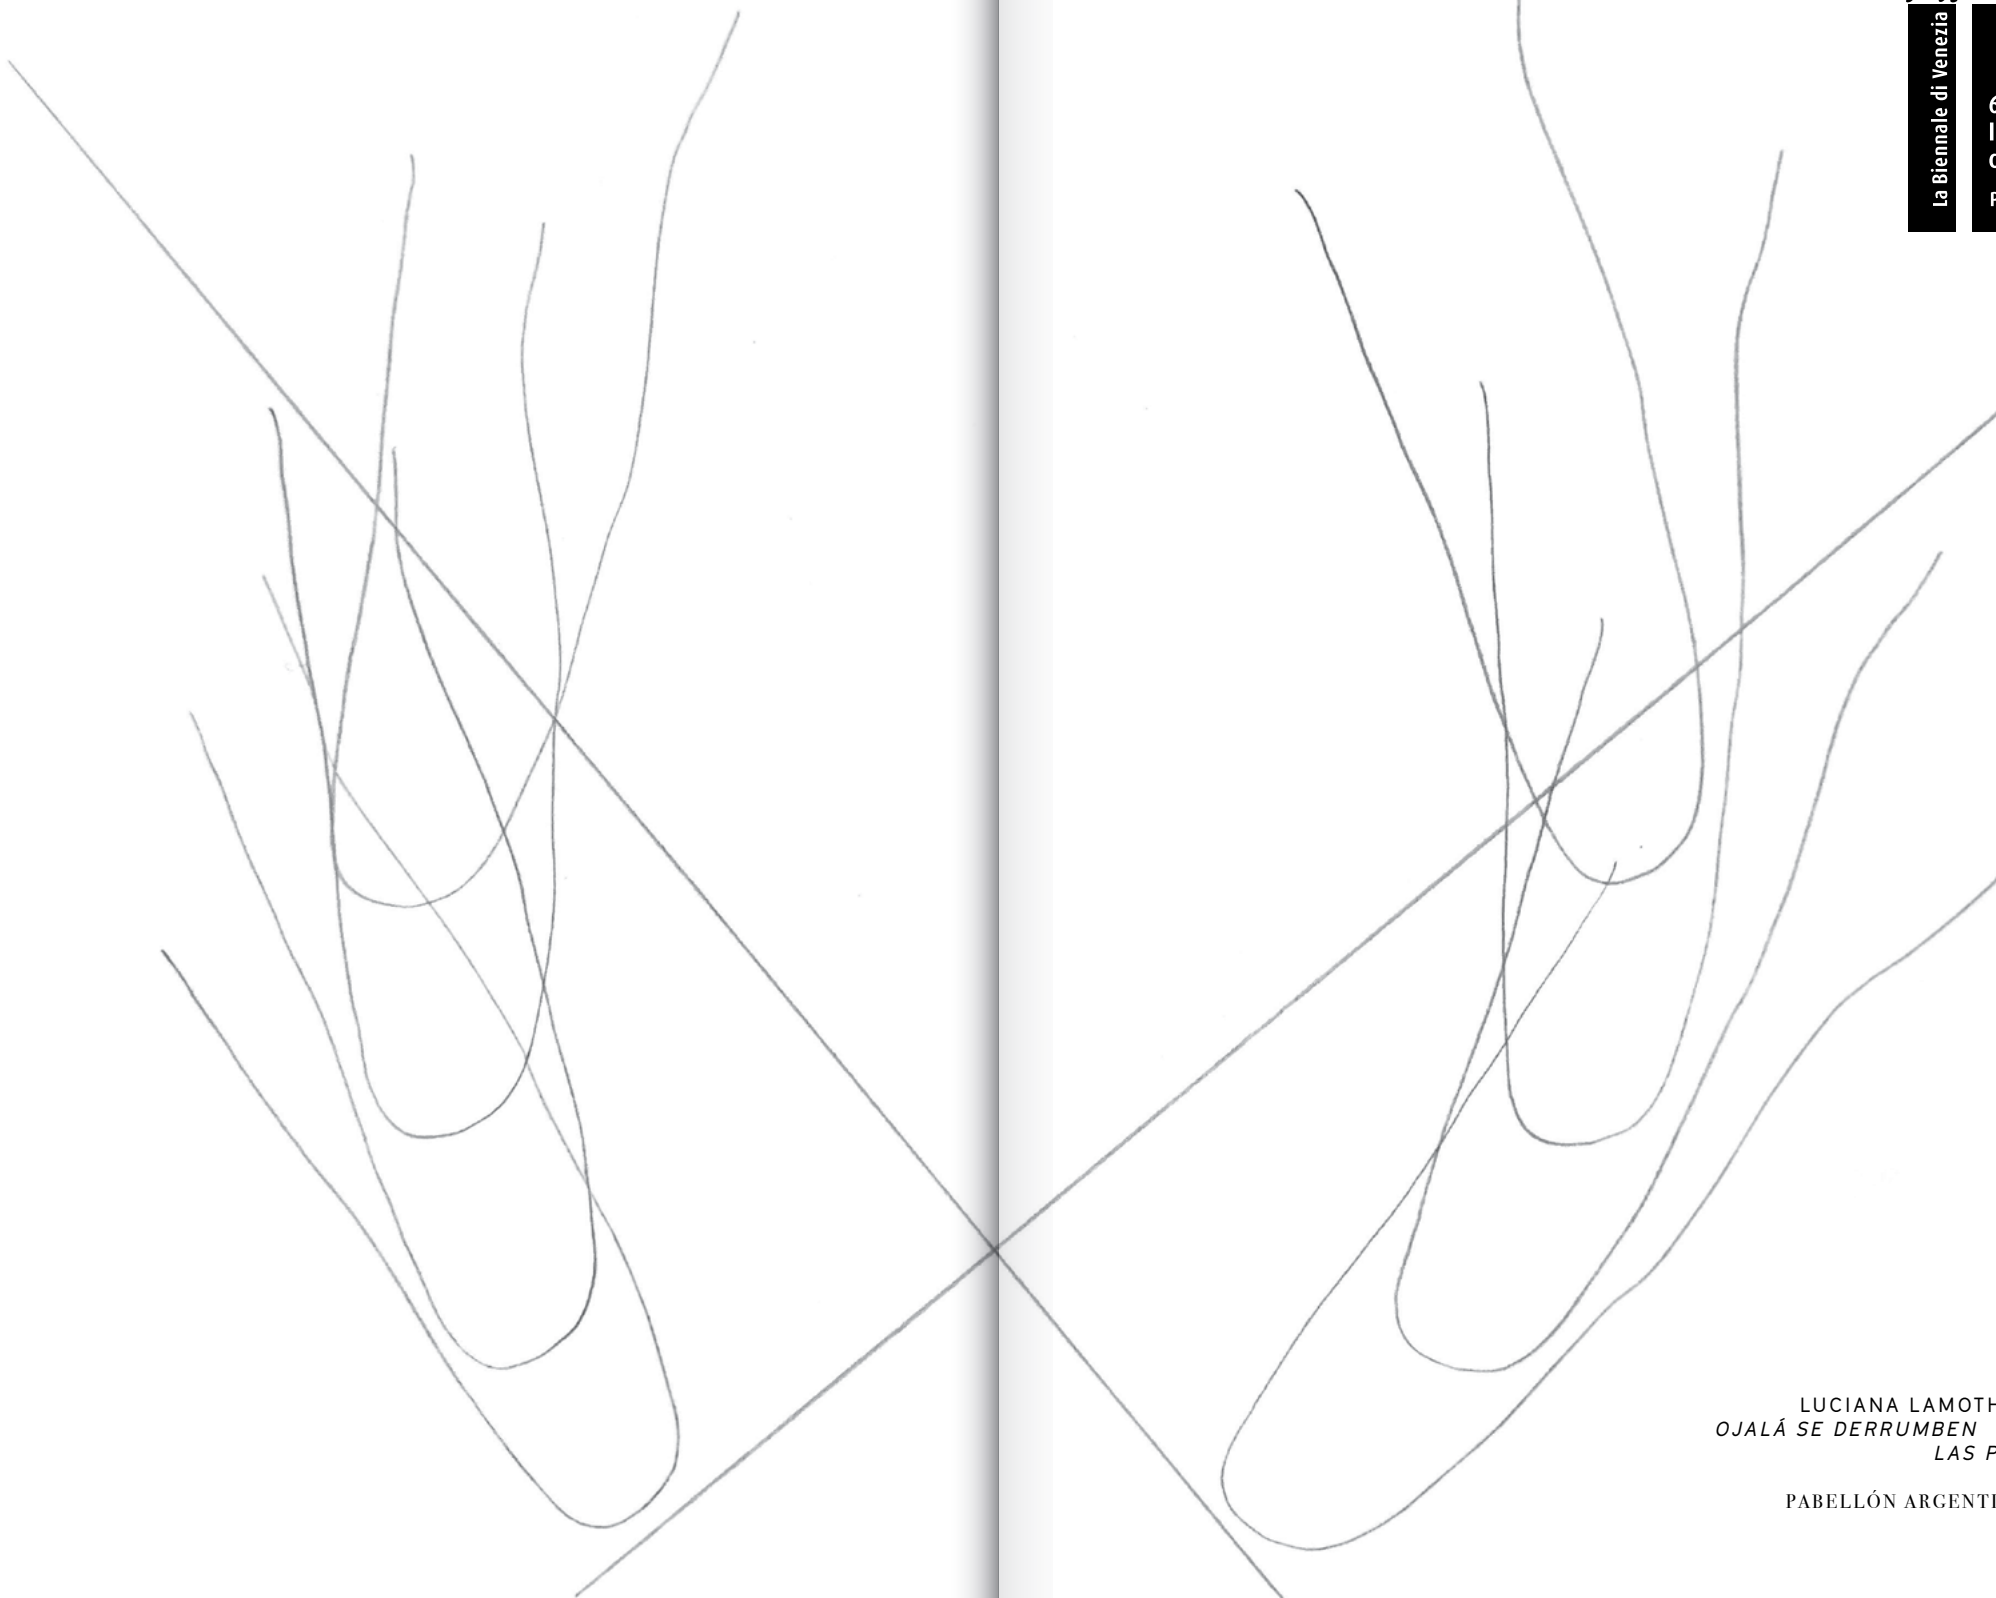 La Biennale di Venezia
LUCIANA LAMOTH
OJALÁ SE DERRUMBEN
LAS P
PABELLÓN ARGENTI